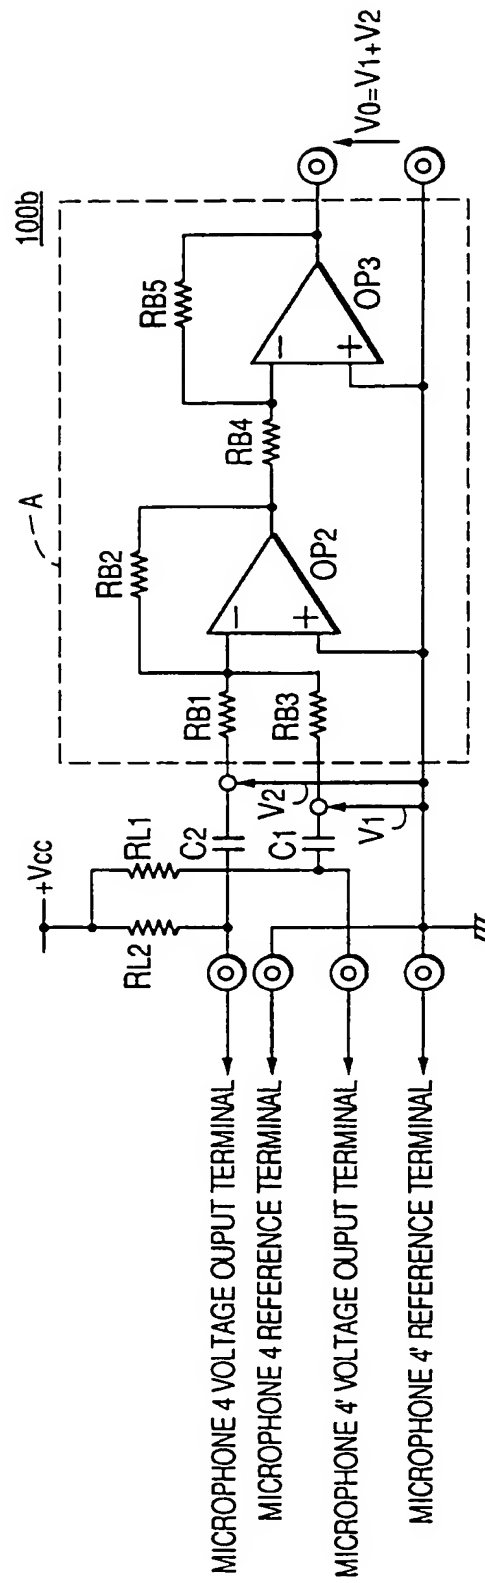 100b
A
+Vcc
RL2
RL1
C2
C1
V2
V1
RB1
RB3
RB2
−
+
OP2
RB4
RB5
−
+
OP3
V0=V1+V2
MICROPHONE 4 VOLTAGE OUPUT TERMINAL
MICROPHONE 4 REFERENCE TERMINAL
MICROPHONE 4' VOLTAGE OUPUT TERMINAL
MICROPHONE 4' REFERENCE TERMINAL